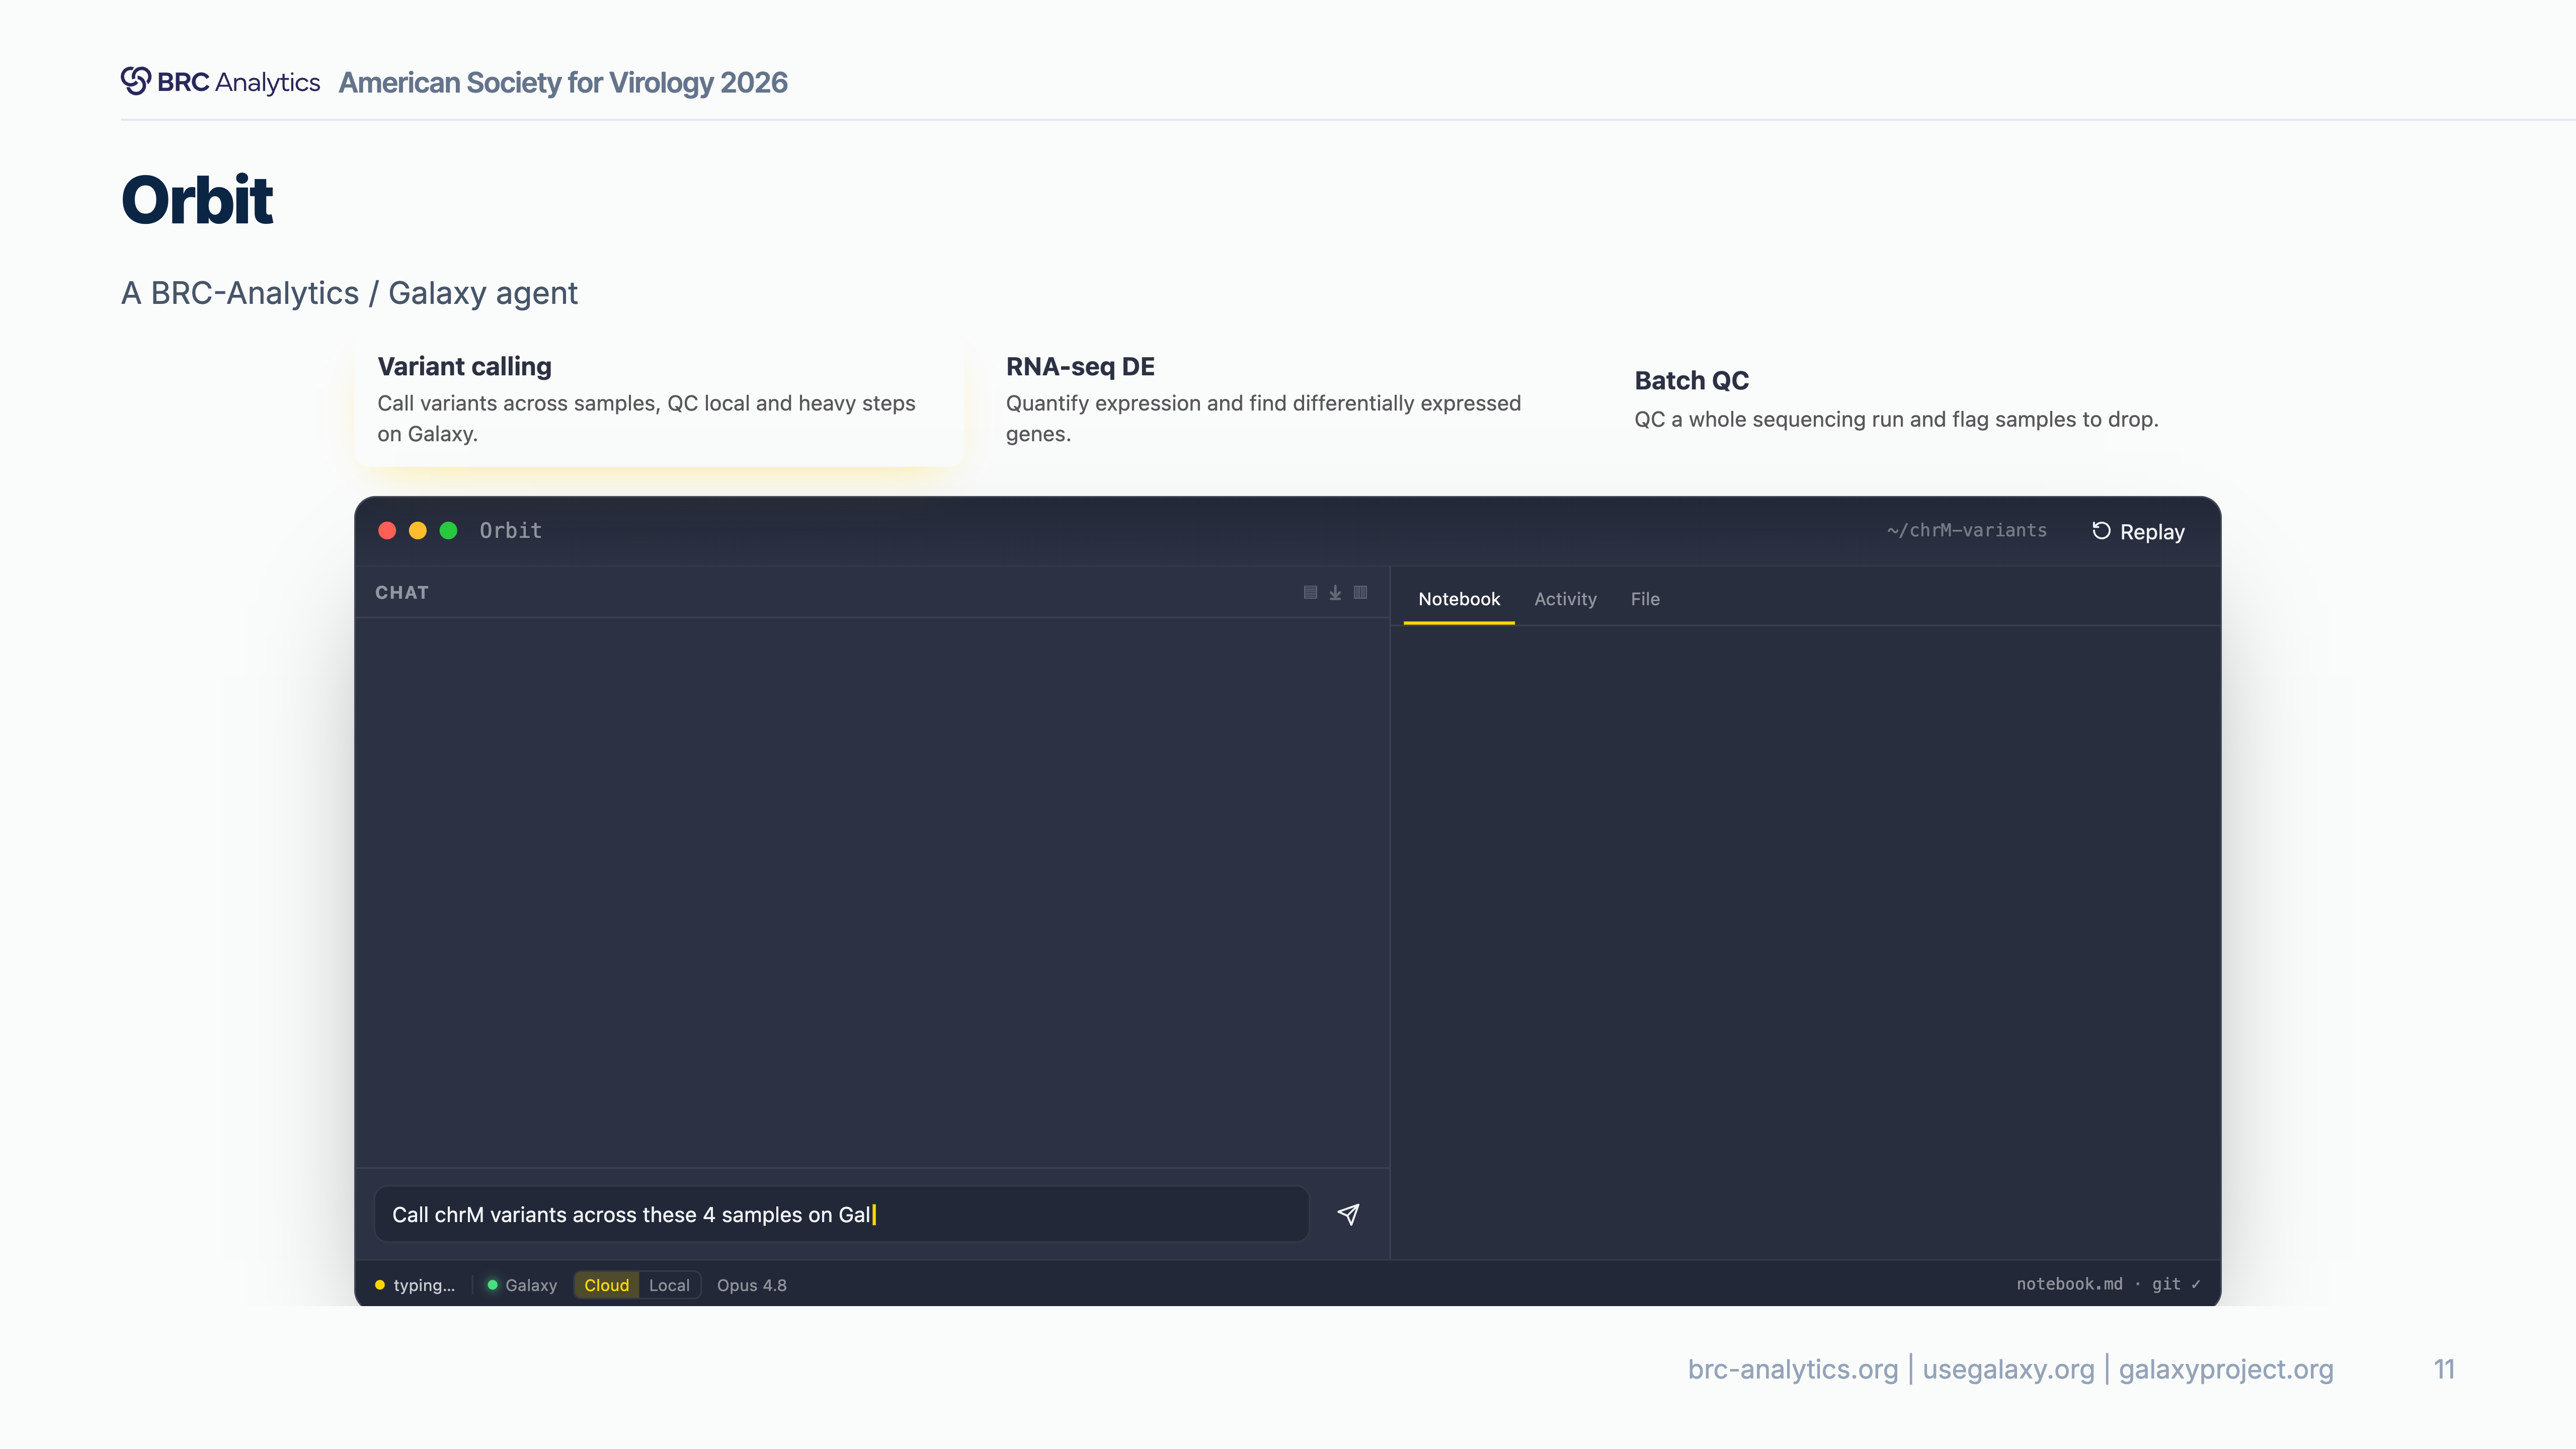 BRC Analytics American Society for Virology 2026
Orbit
A BRC-Analytics / Galaxy agent
Variant calling
Call variants across samples, QC local and heavy steps
on Galaxy.
RNA-seq DE
Quantify expression and find differentially expressed
genes.
Batch QC
QC a whole sequencing run and flag samples to drop.
Orbit
~/chrM-variants
Replay
CHAT
Notebook Activity File
Call chrM variants across these 4 samples on Gal
typing... Galaxy Cloud Local Opus 4.8
notebook.md · git ✓
brc-analytics.org | usegalaxy.org | galaxyproject.org 11